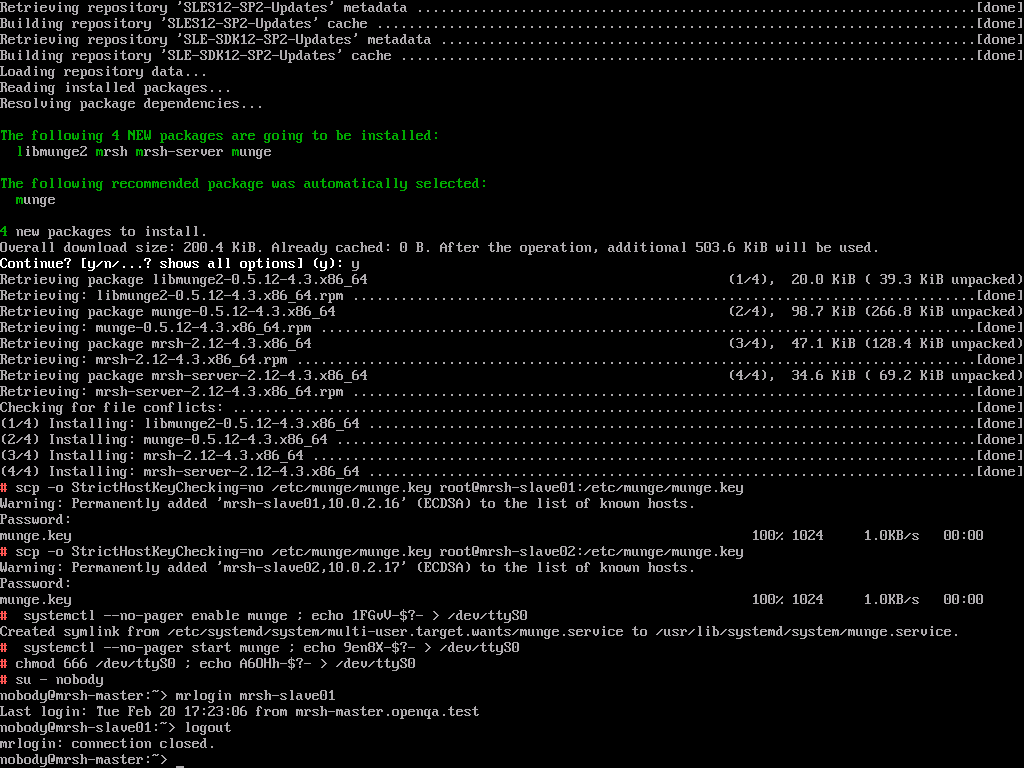 Retrieving repository 'SLES12-SP2-Updates' metadata ......................................................................[done]
Building repository 'SLES12-SP2-Updates' cache ...........................................................................[done]
Retrieving repository 'SLE-SDK12-SP2-Updates' metadata ...................................................................[done]
Building repository 'SLE-SDK12-SP2-Updates' cache ........................................................................[done]
Loading repository data...
Reading installed packages...
Resolving package dependencies...
The following 4 NEW packages are going to be installed:
libmunge2 mrsh mrsh-server munge
The following recommended package was automatically selected:
munge
4 new packages to install.
Overall download size: 200.4 KiB. Already cached: 0 B. After the operation, additional 503.6 KiB will be used.
Continue? [y/n/...? shows all options] (y): y
Retrieving package libmunge2-0.5.12-4.3.x86_64 (1/4), 20.0 KiB ( 39.3 KiB unpacked)
Retrieving: libmunge2-0.5.12-4.3.x86_64.rpm ..............................................................................[done]
Retrieving package munge-0.5.12-4.3.x86_64 (2/4), 98.7 KiB (266.8 KiB unpacked)
Retrieving: munge-0.5.12-4.3.x86_64.rpm ..................................................................................[done]
Retrieving package mrsh-2.12-4.3.x86_64 (3/4), 47.1 KiB (128.4 KiB unpacked)
Retrieving: mrsh-2.12-4.3.x86_64.rpm .....................................................................................[done]
Retrieving package mrsh-server-2.12-4.3.x86_64 (4/4), 34.6 KiB ( 69.2 KiB unpacked)
Retrieving: mrsh-server-2.12-4.3.x86_64.rpm ..............................................................................[done]
Checking for file conflicts: .............................................................................................[done]
(1/4) Installing: libmunge2-0.5.12-4.3.x86_64 ............................................................................[done]
(2/4) Installing: munge-0.5.12-4.3.x86_64 ................................................................................[done]
(3/4) Installing: mrsh-2.12-4.3.x86_64 ...................................................................................[done]
(4/4) Installing: mrsh-server-2.12-4.3.x86_64 ............................................................................[done]
# scp -o StrictHostKeyChecking=no /etc/munge/munge.key root@mrsh-slave01:/etc/munge/munge.key
Warning: Permanently added 'mrsh-slave01,10.0.2.16' (ECDSA) to the list of known hosts.
Password:
munge.key 100% 1024 1.0KB/s 00:00
# scp -o StrictHostKeyChecking=no /etc/munge/munge.key root@mrsh-slave02:/etc/munge/munge.key
Warning: Permanently added 'mrsh-slave02,10.0.2.17' (ECDSA) to the list of known hosts.
Password:
munge.key 100% 1024 1.0KB/s 00:00
# systemctl --no-pager enable munge ; echo 1FGvV-$?- > /dev/ttyS0
Created symlink from /etc/systemd/system/multi-user.target.wants/munge.service to /usr/lib/systemd/system/munge.service.
# systemctl --no-pager start munge ; echo 9en8X-$?- > /dev/ttyS0
# chmod 666 /dev/ttyS0 ; echo A6OHh-$?- > /dev/ttyS0
# su - nobody
nobody@mrsh-master:~> mrlogin mrsh-slave01
Last login: Tue Feb 20 17:23:06 from mrsh-master.openqa.test
nobody@mrsh-slave01:~> logout
mrlogin: connection closed.
nobody@mrsh-master:~> _